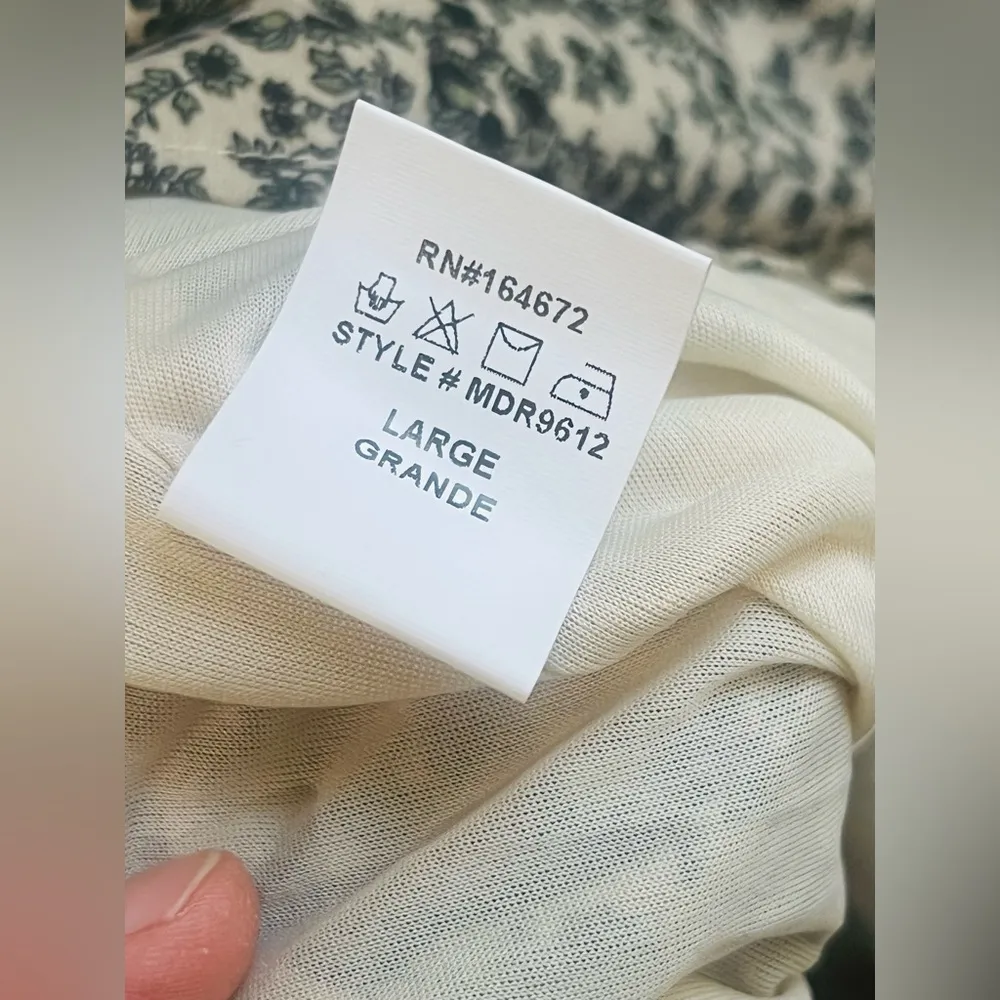 RN#164672
STYLE # MDR9612
LARGE
GRANDE